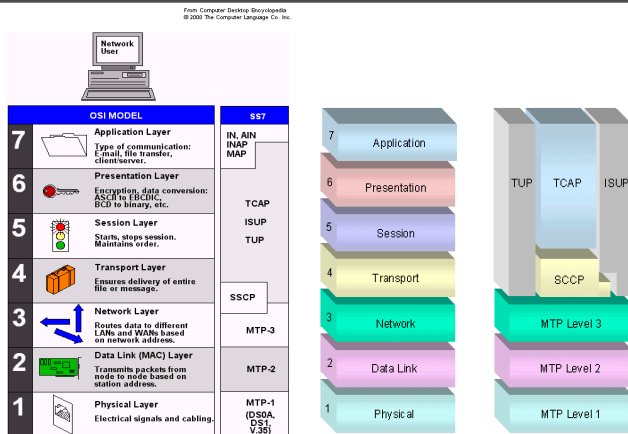 From Computer Desktop Encyclopedia
© 2000 The Computer Language Co. Inc.
Network
User
OSI MODEL
SS7
7
Application Layer
Type of communication:
E-mail, file transfer,
client/server.
IN, AIN
INAP
MAP
6
Presentation Layer
Encryption, data conversion:
ASCII to EBCDIC,
BCD to binary, etc.
TCAP
5
Session Layer
Starts, stops session.
Maintains order.
ISUP
TUP
4
Transport Layer
Ensures delivery of entire
file or message.
SSCP
3
Network Layer
Routes data to different
LANs and WANs based
on network address.
MTP-3
2
Data Link (MAC) Layer
Transmits packets from
node to node based on
station address.
MTP-2
1
Physical Layer
Electrical signals and cabling.
MTP-1
(DS0A,
DS1,
V.35)
7
Application
6
Presentation
5
Session
4
Transport
3
Network
2
Data Link
1
Physical
TUP
TCAP
ISUP
SCCP
MTP Level 3
MTP Level 2
MTP Level 1